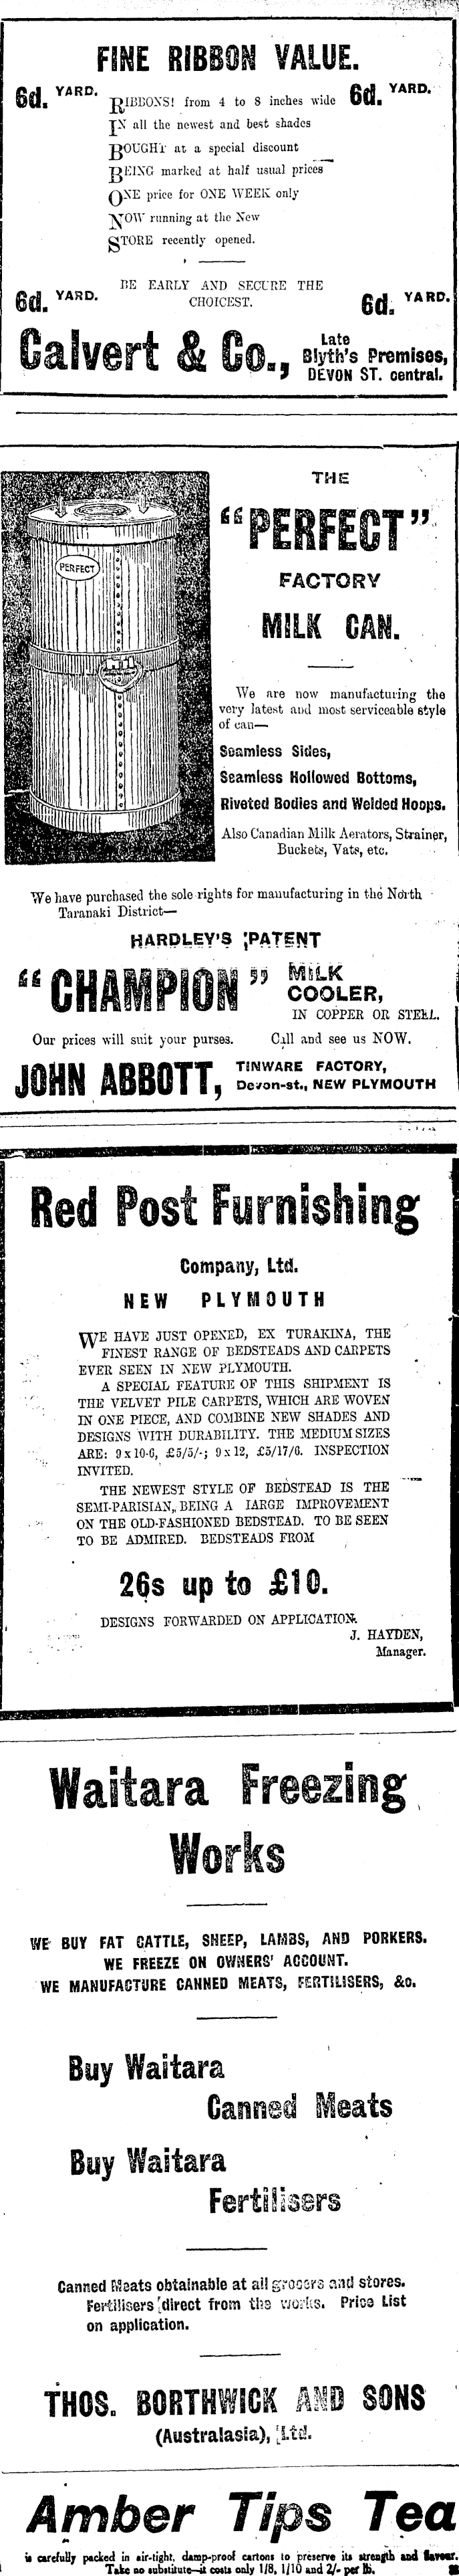 FINE RIBBON VALUE.
6d. YARD. 6d. YARD.
RIBBONS! from 4 to 8 inches wide
IN all the newest and best shades
BOUGHT at a special discount
BEING marked at half usual prices
ONE price for ONE WEEK only
NOW running at the New
STORE recently opened.
BE EARLY AND SECURE THE
CHOICEST.
6d. YARD. 6d. YARD.
Calvert & Co., Late
Blyth's Premises,
DEVON ST. central.
THE
"PERFECT"
FACTORY
MILK CAN.
PERFECT
We are now manufacturing the
very latest and most serviceable style
of can—
Seamless Sides,
Seamless Hollowed Bottoms,
Riveted Bodies and Welded Hoops.
Also Canadian Milk Aerators, Strainer,
Buckets, Vats, etc.
We have purchased the sole rights for manufacturing in the North
Taranaki District—
HARDLEY'S PATENT
"CHAMPION" MILK
COOLER,
IN COPPER OR STEEL.
Our prices will suit your purses. Call and see us NOW.
JOHN ABBOTT, TINWARE FACTORY,
Devon-st., NEW PLYMOUTH
Red Post Furnishing
Company, Ltd.
NEW PLYMOUTH
WE HAVE JUST OPENED, EX TURAKINA, THE
FINEST RANGE OF BEDSTEADS AND CARPETS
EVER SEEN IN NEW PLYMOUTH.
A SPECIAL FEATURE OF THIS SHIPMENT IS
THE VELVET PILE CARPETS, WHICH ARE WOVEN
IN ONE PIECE, AND COMBINE NEW SHADES AND
DESIGNS WITH DURABILITY. THE MEDIUM SIZES
ARE: 9 x 10-6, £5/5/-; 9 x 12, £5/17/6. INSPECTION
INVITED.
THE NEWEST STYLE OF BEDSTEAD IS THE
SEMI-PARISIAN, BEING A LARGE IMPROVEMENT
ON THE OLD-FASHIONED BEDSTEAD. TO BE SEEN
TO BE ADMIRED. BEDSTEADS FROM
26s up to £10.
DESIGNS FORWARDED ON APPLICATION.
J. HAYDEN,
Manager.
Waitara Freezing
Works
WE BUY FAT CATTLE, SHEEP, LAMBS, AND PORKERS.
WE FREEZE ON OWNERS' ACCOUNT.
WE MANUFACTURE CANNED MEATS, FERTILISERS, &c.
Buy Waitara
Canned Meats
Buy Waitara
Fertilisers
Canned Meats obtainable at all grocers and stores.
Fertilisers direct from the works. Price List
on application.
THOS. BORTHWICK AND SONS
(Australasia), Ltd.
Amber Tips Tea
is carefully packed in air-tight, damp-proof cartons to preserve its strength and flavour.
Take no substitute—it costs only 1/8, 1/10 and 2/- per lb.